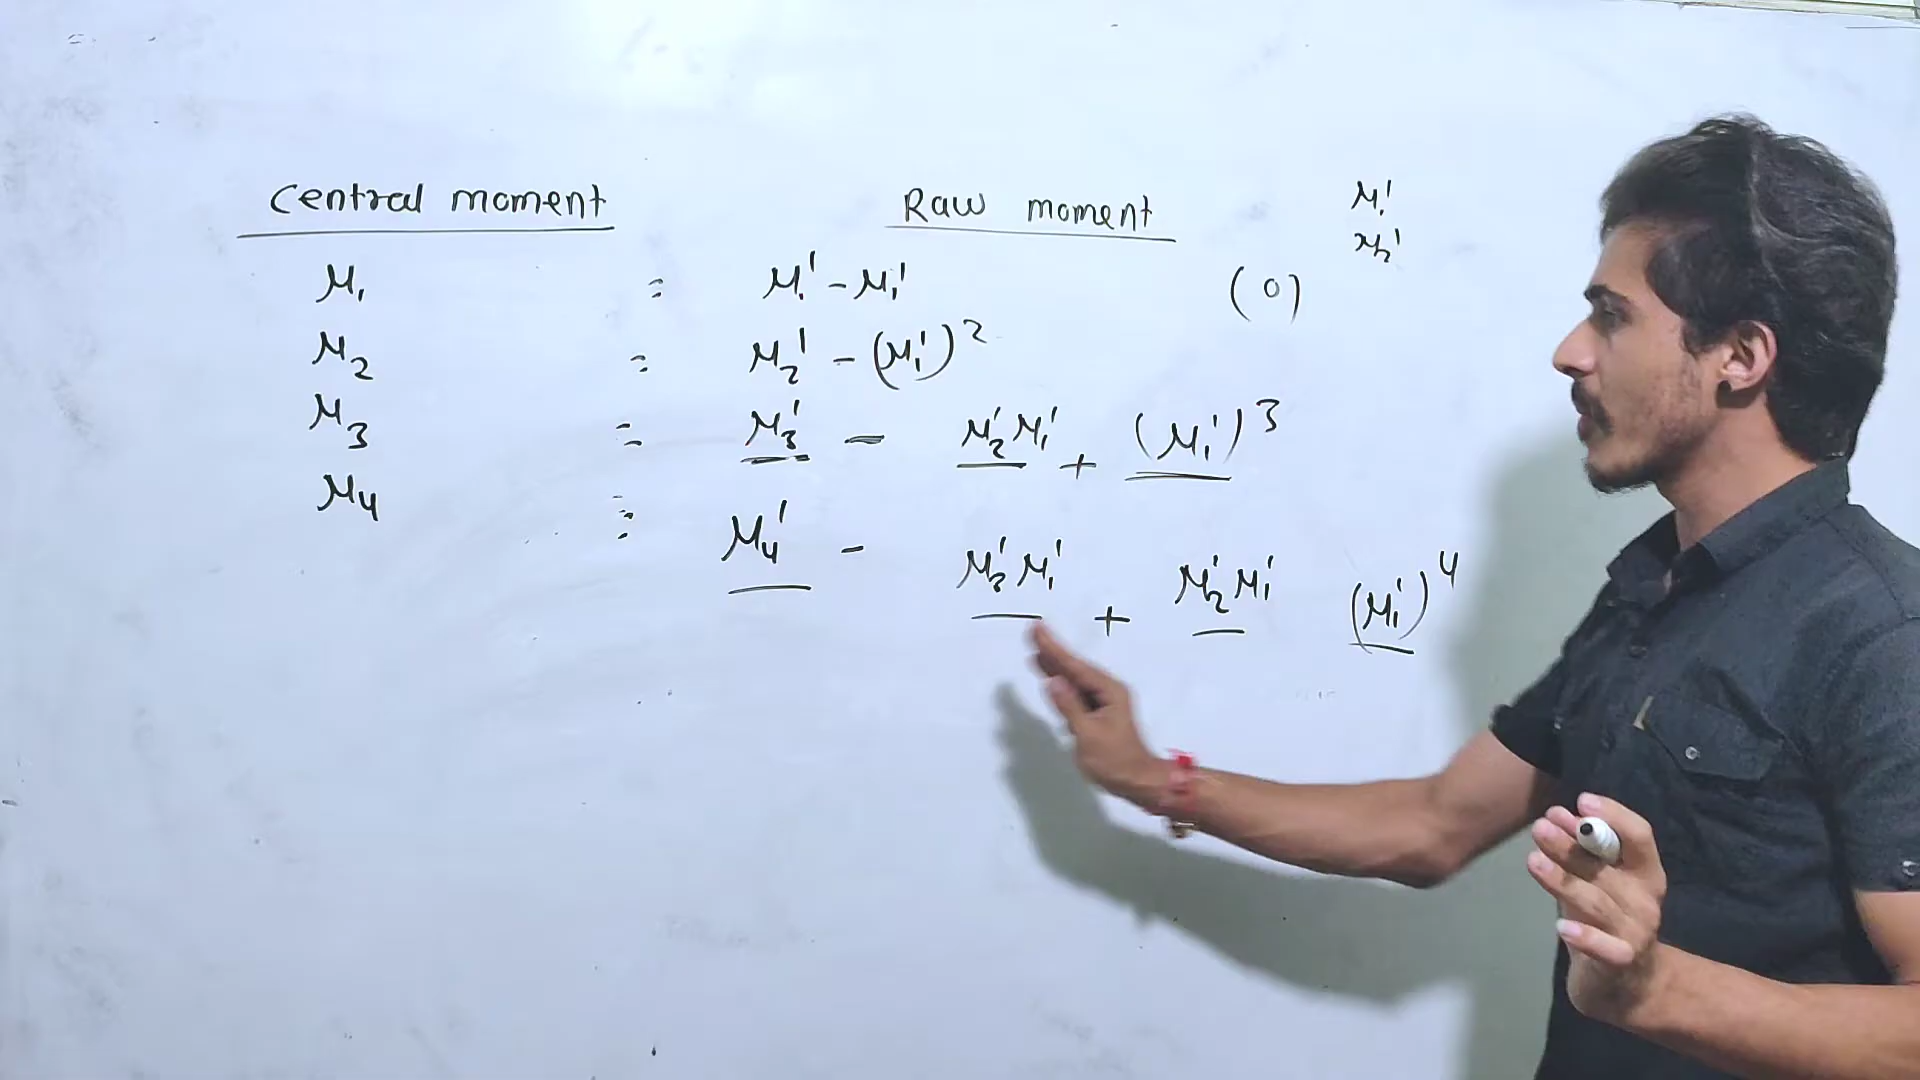 Central moment Raw moment μ₁'
μ₂'
μ₁ = μ₁' - μ₁' (0)
μ₂ = μ₂' - (μ₁')²
μ₃ = μ₃' - μ₂'μ₁' + (μ₁')³
μ₄ = μ₄' - μ₃'μ₁' + μ₂'μ₁' (μ₁')⁴